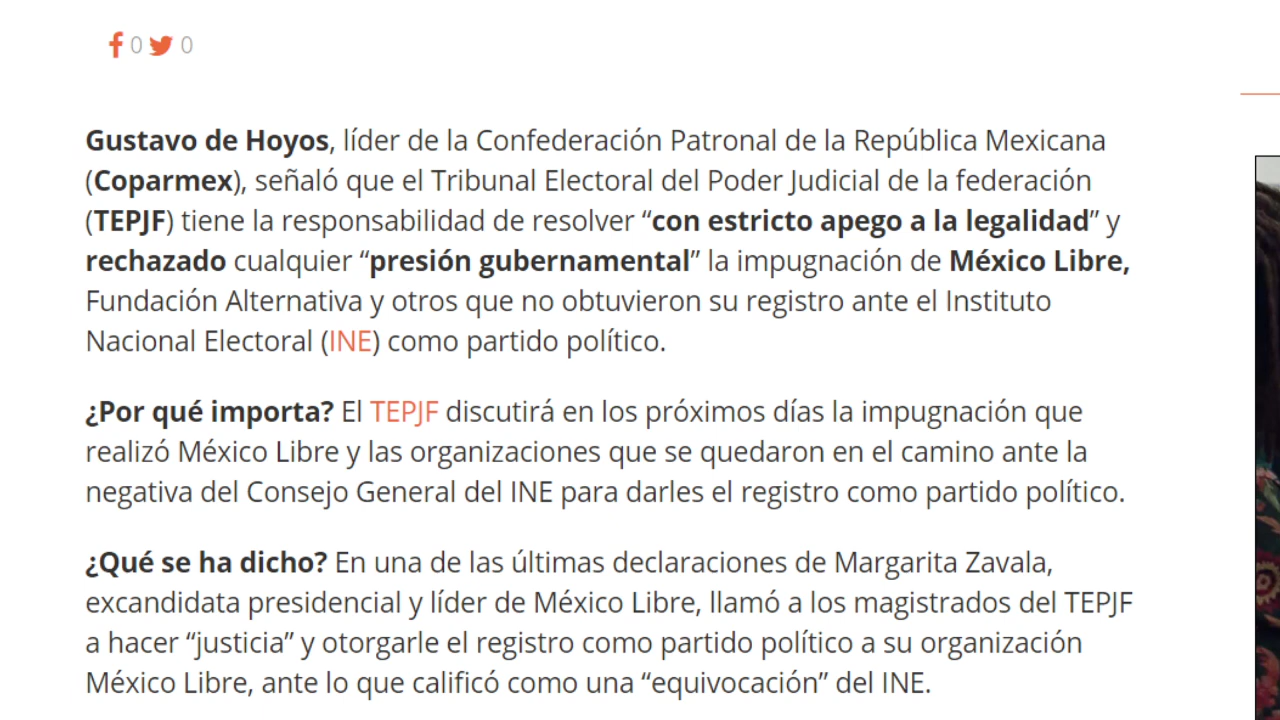 0 0
Gustavo de Hoyos, líder de la Confederación Patronal de la República Mexicana
(Coparmex), señaló que el Tribunal Electoral del Poder Judicial de la federación
(TEPJF) tiene la responsabilidad de resolver “con estricto apego a la legalidad” y
rechazado cualquier “presión gubernamental” la impugnación de México Libre,
Fundación Alternativa y otros que no obtuvieron su registro ante el Instituto
Nacional Electoral (INE) como partido político.
¿Por qué importa? El TEPJF discutirá en los próximos días la impugnación que
realizó México Libre y las organizaciones que se quedaron en el camino ante la
negativa del Consejo General del INE para darles el registro como partido político.
¿Qué se ha dicho? En una de las últimas declaraciones de Margarita Zavala,
excandidata presidencial y líder de México Libre, llamó a los magistrados del TEPJF
a hacer “justicia” y otorgarle el registro como partido político a su organización
México Libre, ante lo que calificó como una “equivocación” del INE.